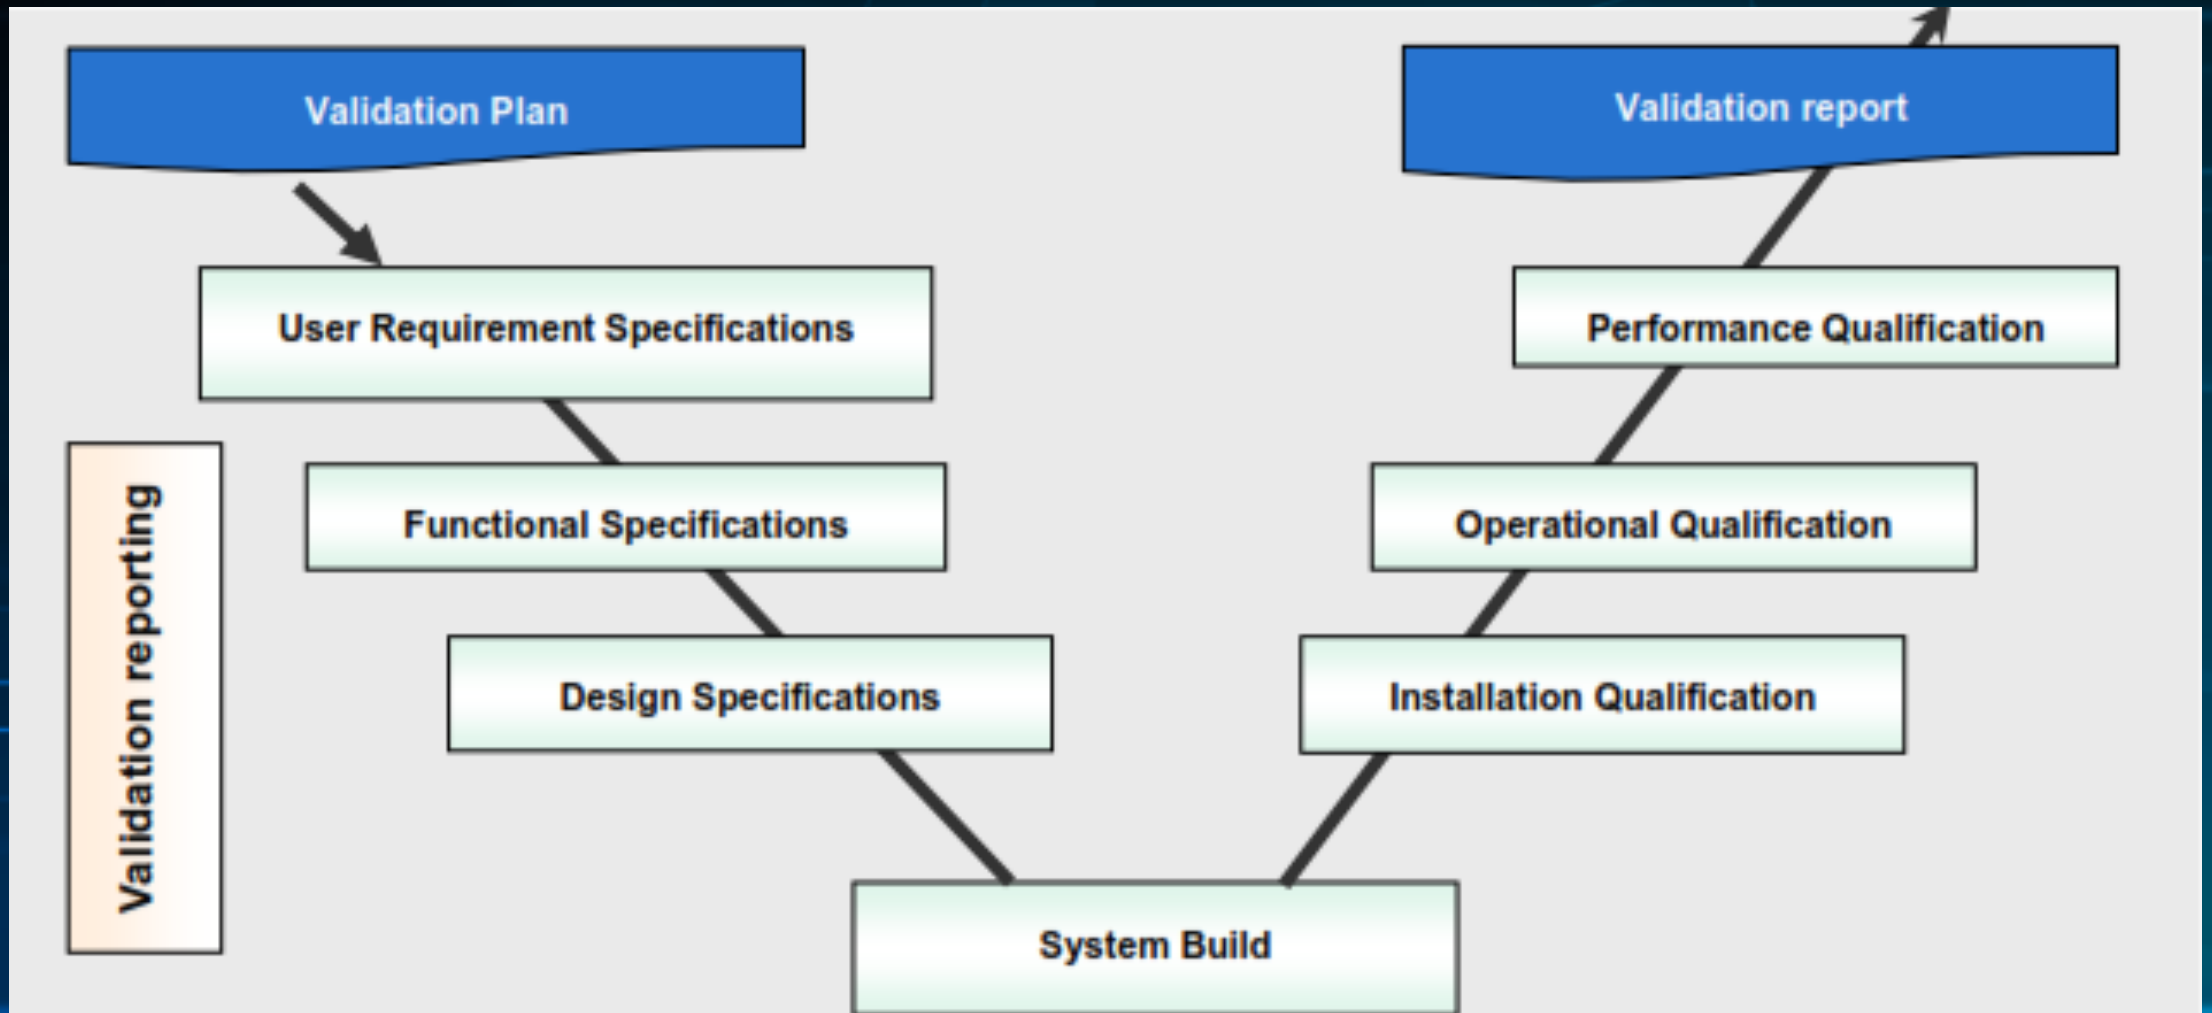 Validation Plan
Validation report
User Requirement Specifications
Performance Qualification
Functional Specifications
Operational Qualification
Validation reporting
Design Specifications
Installation Qualification
System Build